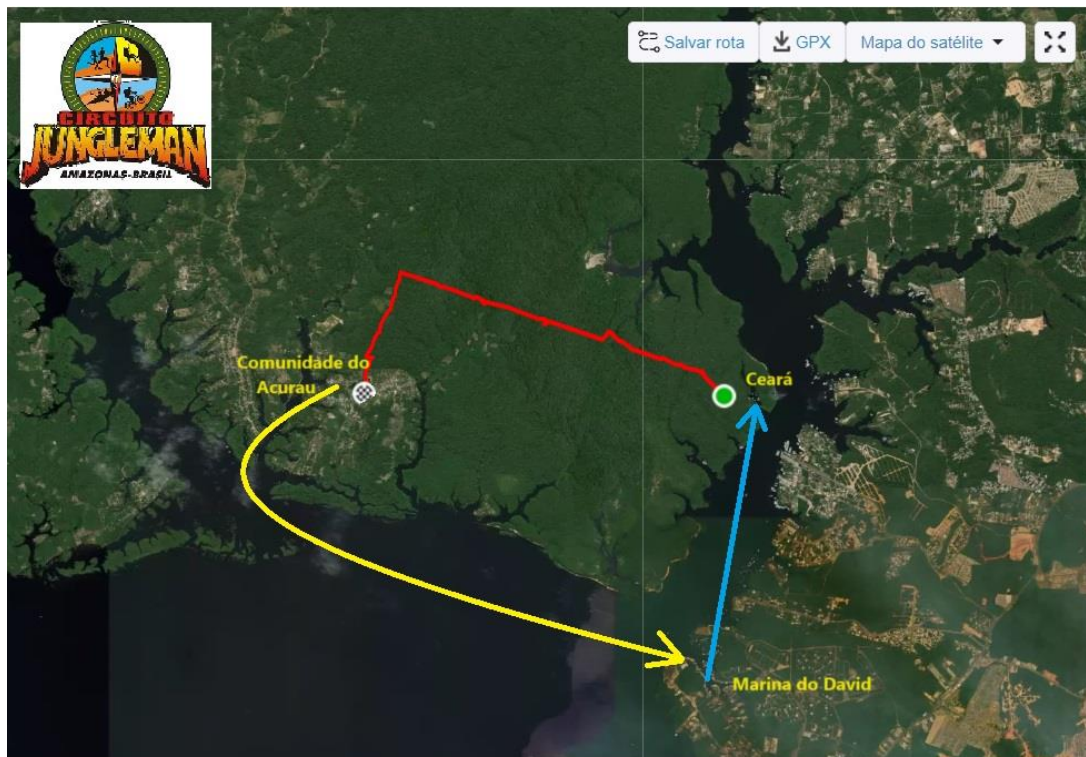 CIRCUITO
JUNGLEMAN
AMAZONAS-BRASIL
Salvar rota
GPX
Mapa do satélite
Comunidade do
Acurau
Ceará
Marina do David